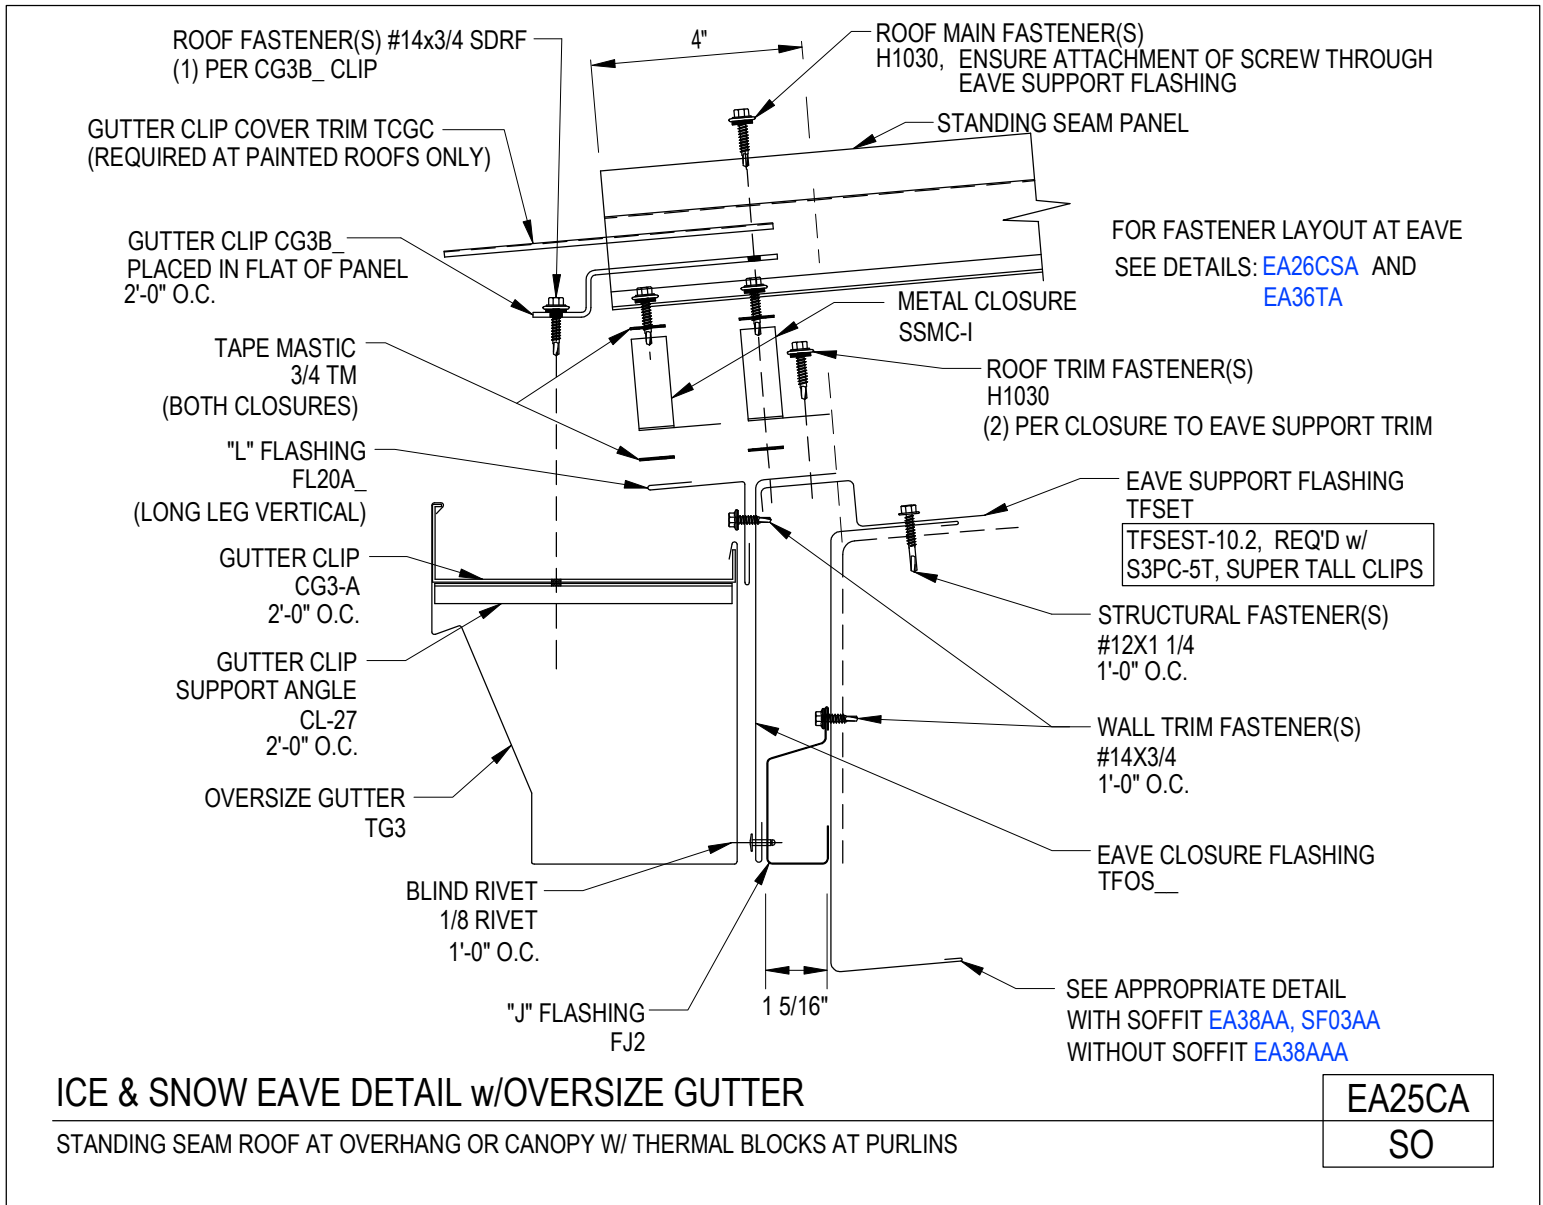 ROOF FASTENER(S) #14x3/4 SDRF
(1) PER CG3B_ CLIP
4"
ROOF MAIN FASTENER(S)
H1030, ENSURE ATTACHMENT OF SCREW THROUGH
EAVE SUPPORT FLASHING
GUTTER CLIP COVER TRIM TCGC
(REQUIRED AT PAINTED ROOFS ONLY)
STANDING SEAM PANEL
GUTTER CLIP CG3B_
PLACED IN FLAT OF PANEL
2'-0" O.C.
FOR FASTENER LAYOUT AT EAVE
SEE DETAILS: EA26CSA AND
EA36TA
METAL CLOSURE
SSMC-I
TAPE MASTIC
3/4 TM
(BOTH CLOSURES)
ROOF TRIM FASTENER(S)
H1030
(2) PER CLOSURE TO EAVE SUPPORT TRIM
"L" FLASHING
FL20A_
(LONG LEG VERTICAL)
EAVE SUPPORT FLASHING
TFSET
TFSEST-10.2, REQ'D w/
S3PC-5T, SUPER TALL CLIPS
GUTTER CLIP
CG3-A
2'-0" O.C.
STRUCTURAL FASTENER(S)
#12X1 1/4
1'-0" O.C.
GUTTER CLIP
SUPPORT ANGLE
CL-27
2'-0" O.C.
WALL TRIM FASTENER(S)
#14X3/4
1'-0" O.C.
OVERSIZE GUTTER
TG3
EAVE CLOSURE FLASHING
TFOS__
BLIND RIVET
1/8 RIVET
1'-0" O.C.
"J" FLASHING
FJ2
1 5/16"
SEE APPROPRIATE DETAIL
WITH SOFFIT EA38AA, SF03AA
WITHOUT SOFFIT EA38AAA
ICE & SNOW EAVE DETAIL w/OVERSIZE GUTTER
STANDING SEAM ROOF AT OVERHANG OR CANOPY W/ THERMAL BLOCKS AT PURLINS
EA25CA
SO